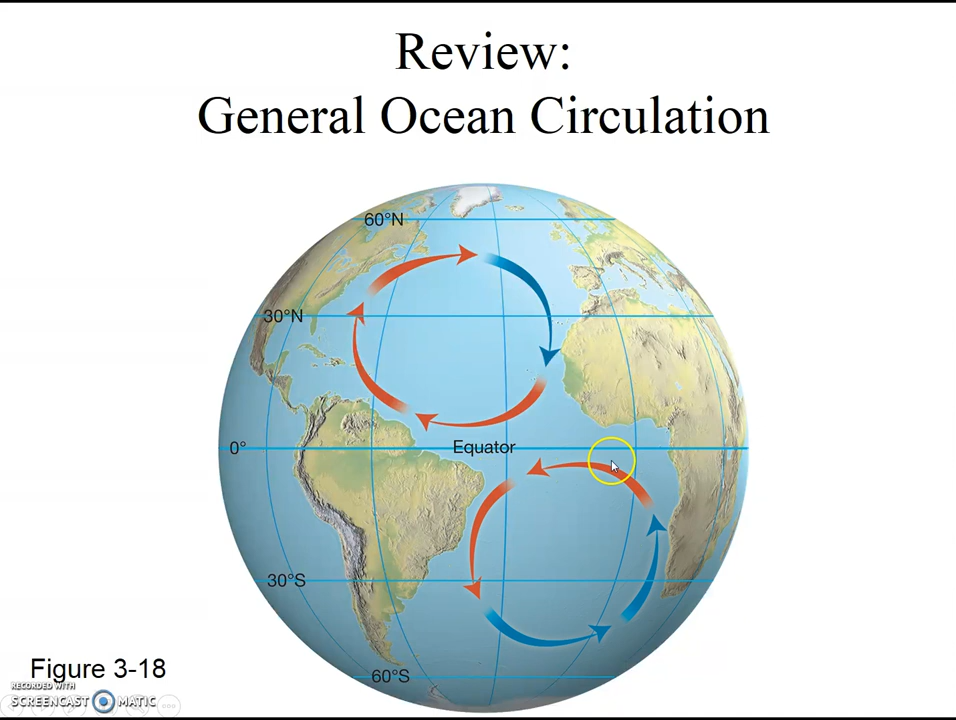 Review:
General Ocean Circulation
60°N
30°N
0°
Equator
30°S
60°S
Figure 3-18
RECORDED WITH
SCREENCAST MATIC